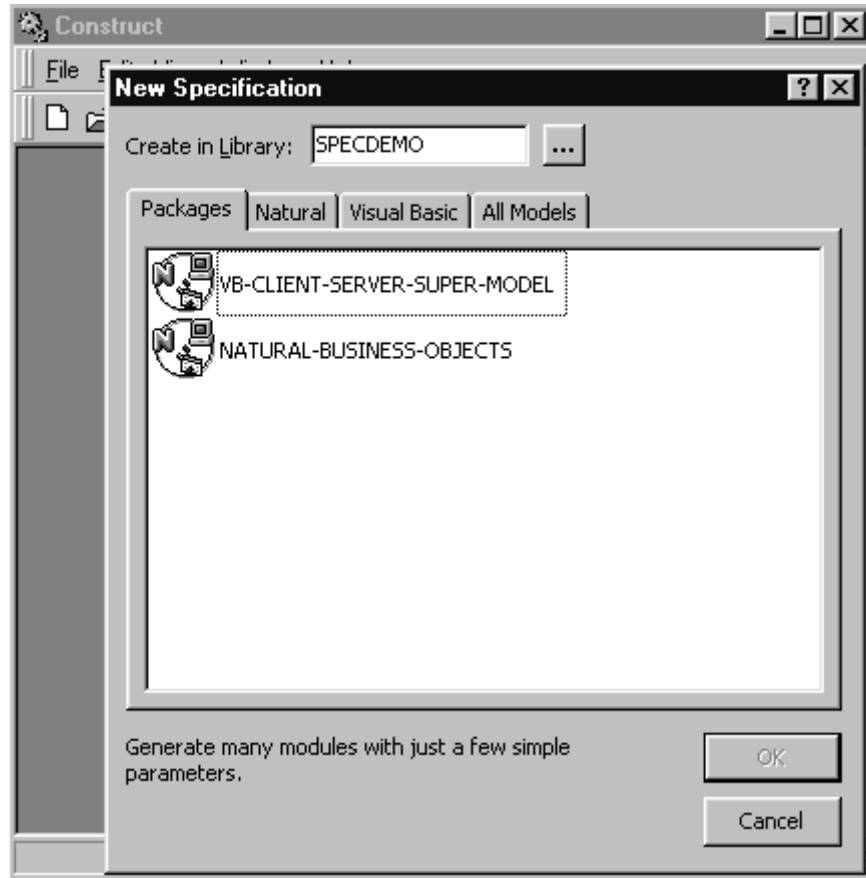 Construct
File
New Specification
Create in Library: SPECDEMO ...
Packages Natural Visual Basic All Models
VB-CLIENT-SERVER-SUPER-MODEL
NATURAL-BUSINESS-OBJECTS
Generate many modules with just a few simple
parameters.
OK
Cancel